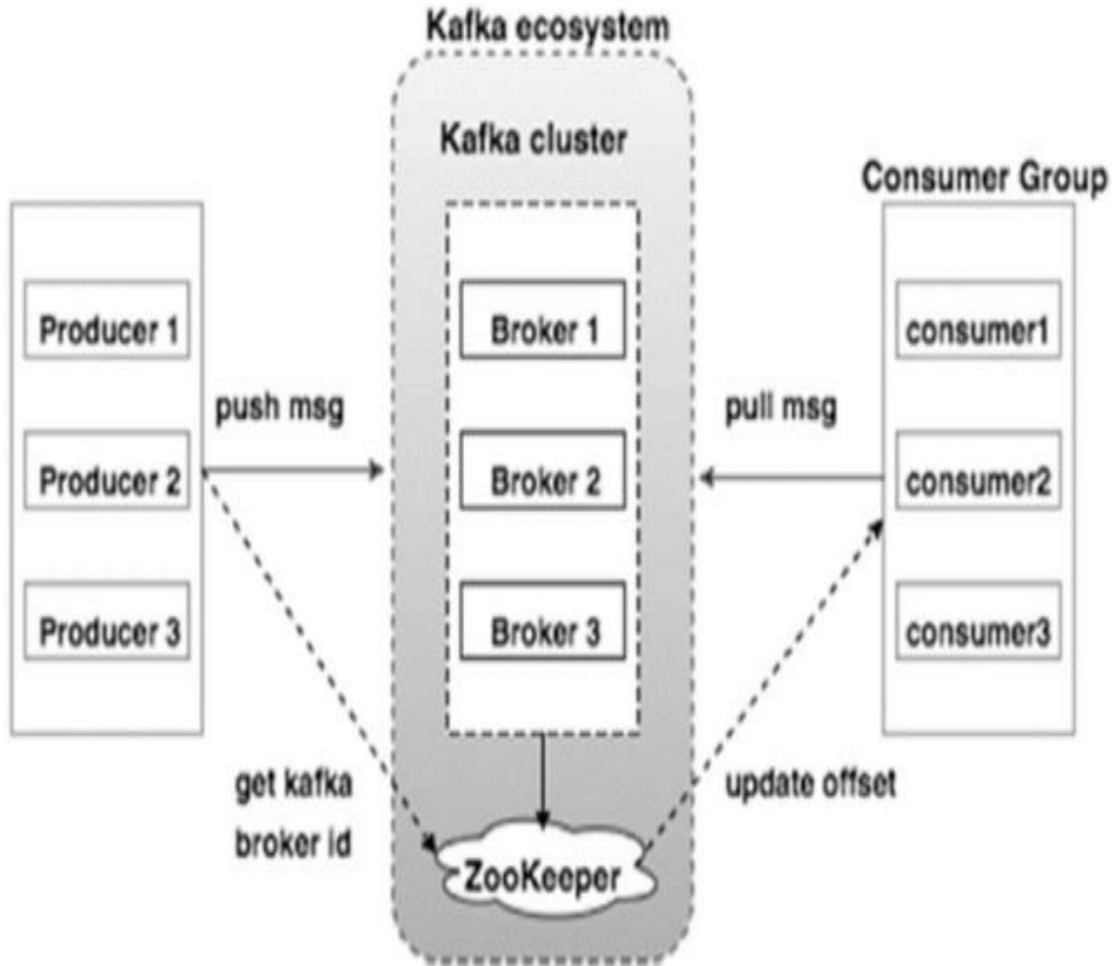 Kafka ecosystem
Kafka cluster
Consumer Group
Producer 1
Producer 2
Producer 3
push msg
Broker 1
Broker 2
Broker 3
pull msg
consumer1
consumer2
consumer3
get kafka
broker id
update offset
ZooKeeper